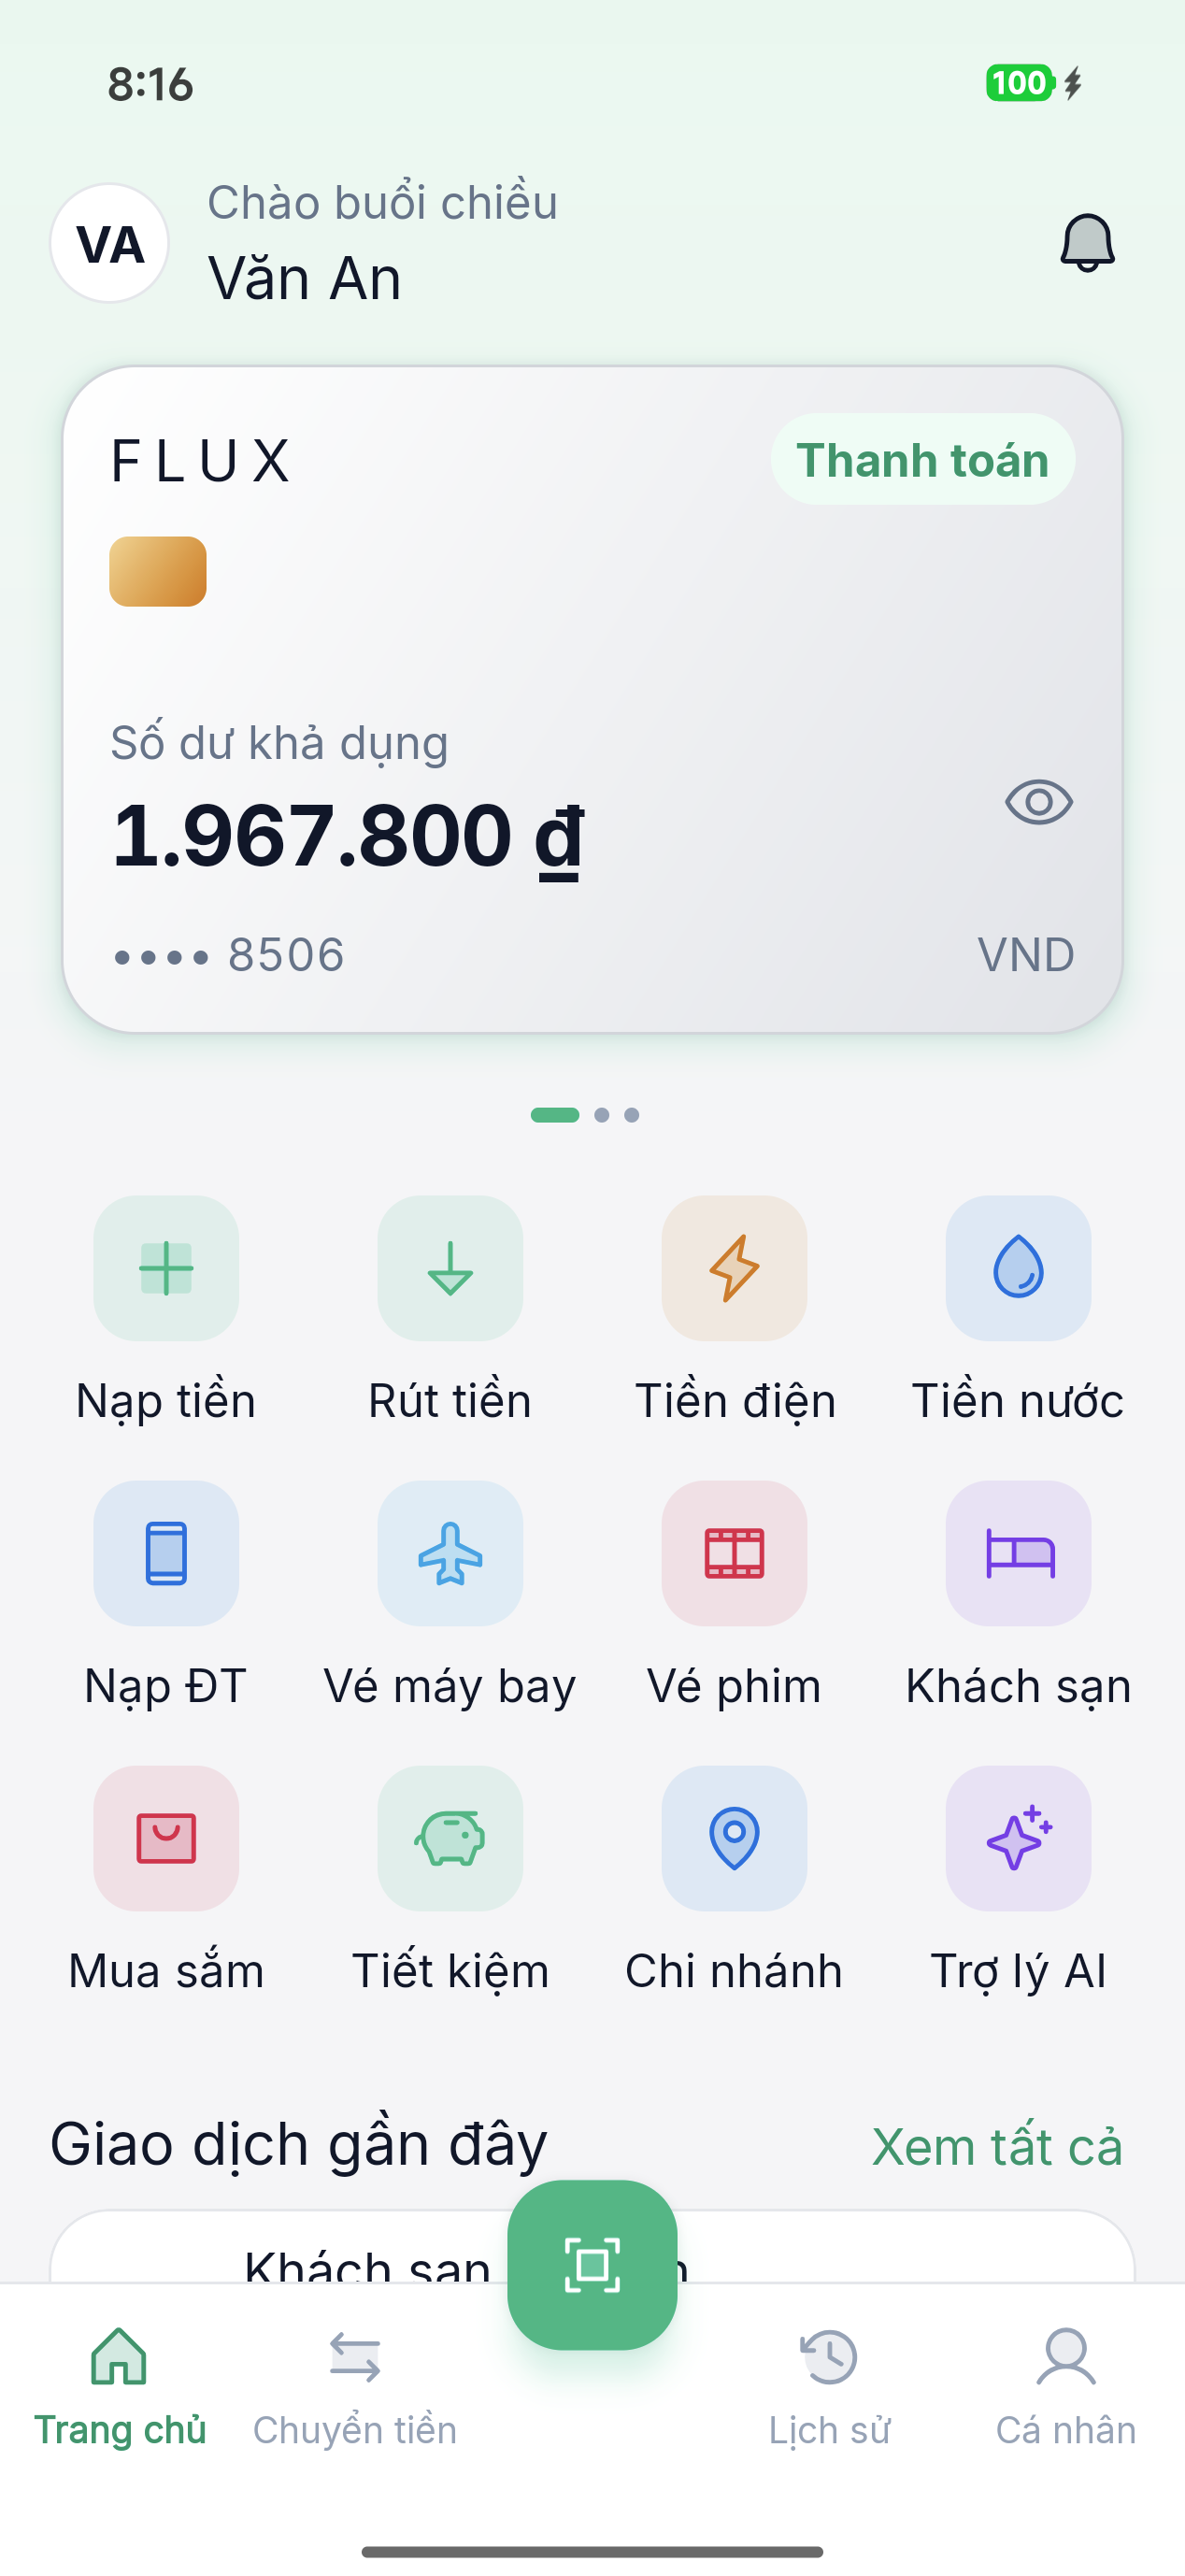 8:16
100
VA
Chào buổi chiều
Văn An
FLUX
Thanh toán
Số dư khả dụng
1.967.800 ₫
•••• 8506
VND
Nạp tiền
Rút tiền
Tiền điện
Tiền nước
Nạp ĐT
Vé máy bay
Vé phim
Khách sạn
Mua sắm
Tiết kiệm
Chi nhánh
Trợ lý AI
Giao dịch gần đây
Xem tất cả
Khách sạn
Trang chủ
Chuyển tiền
Lịch sử
Cá nhân